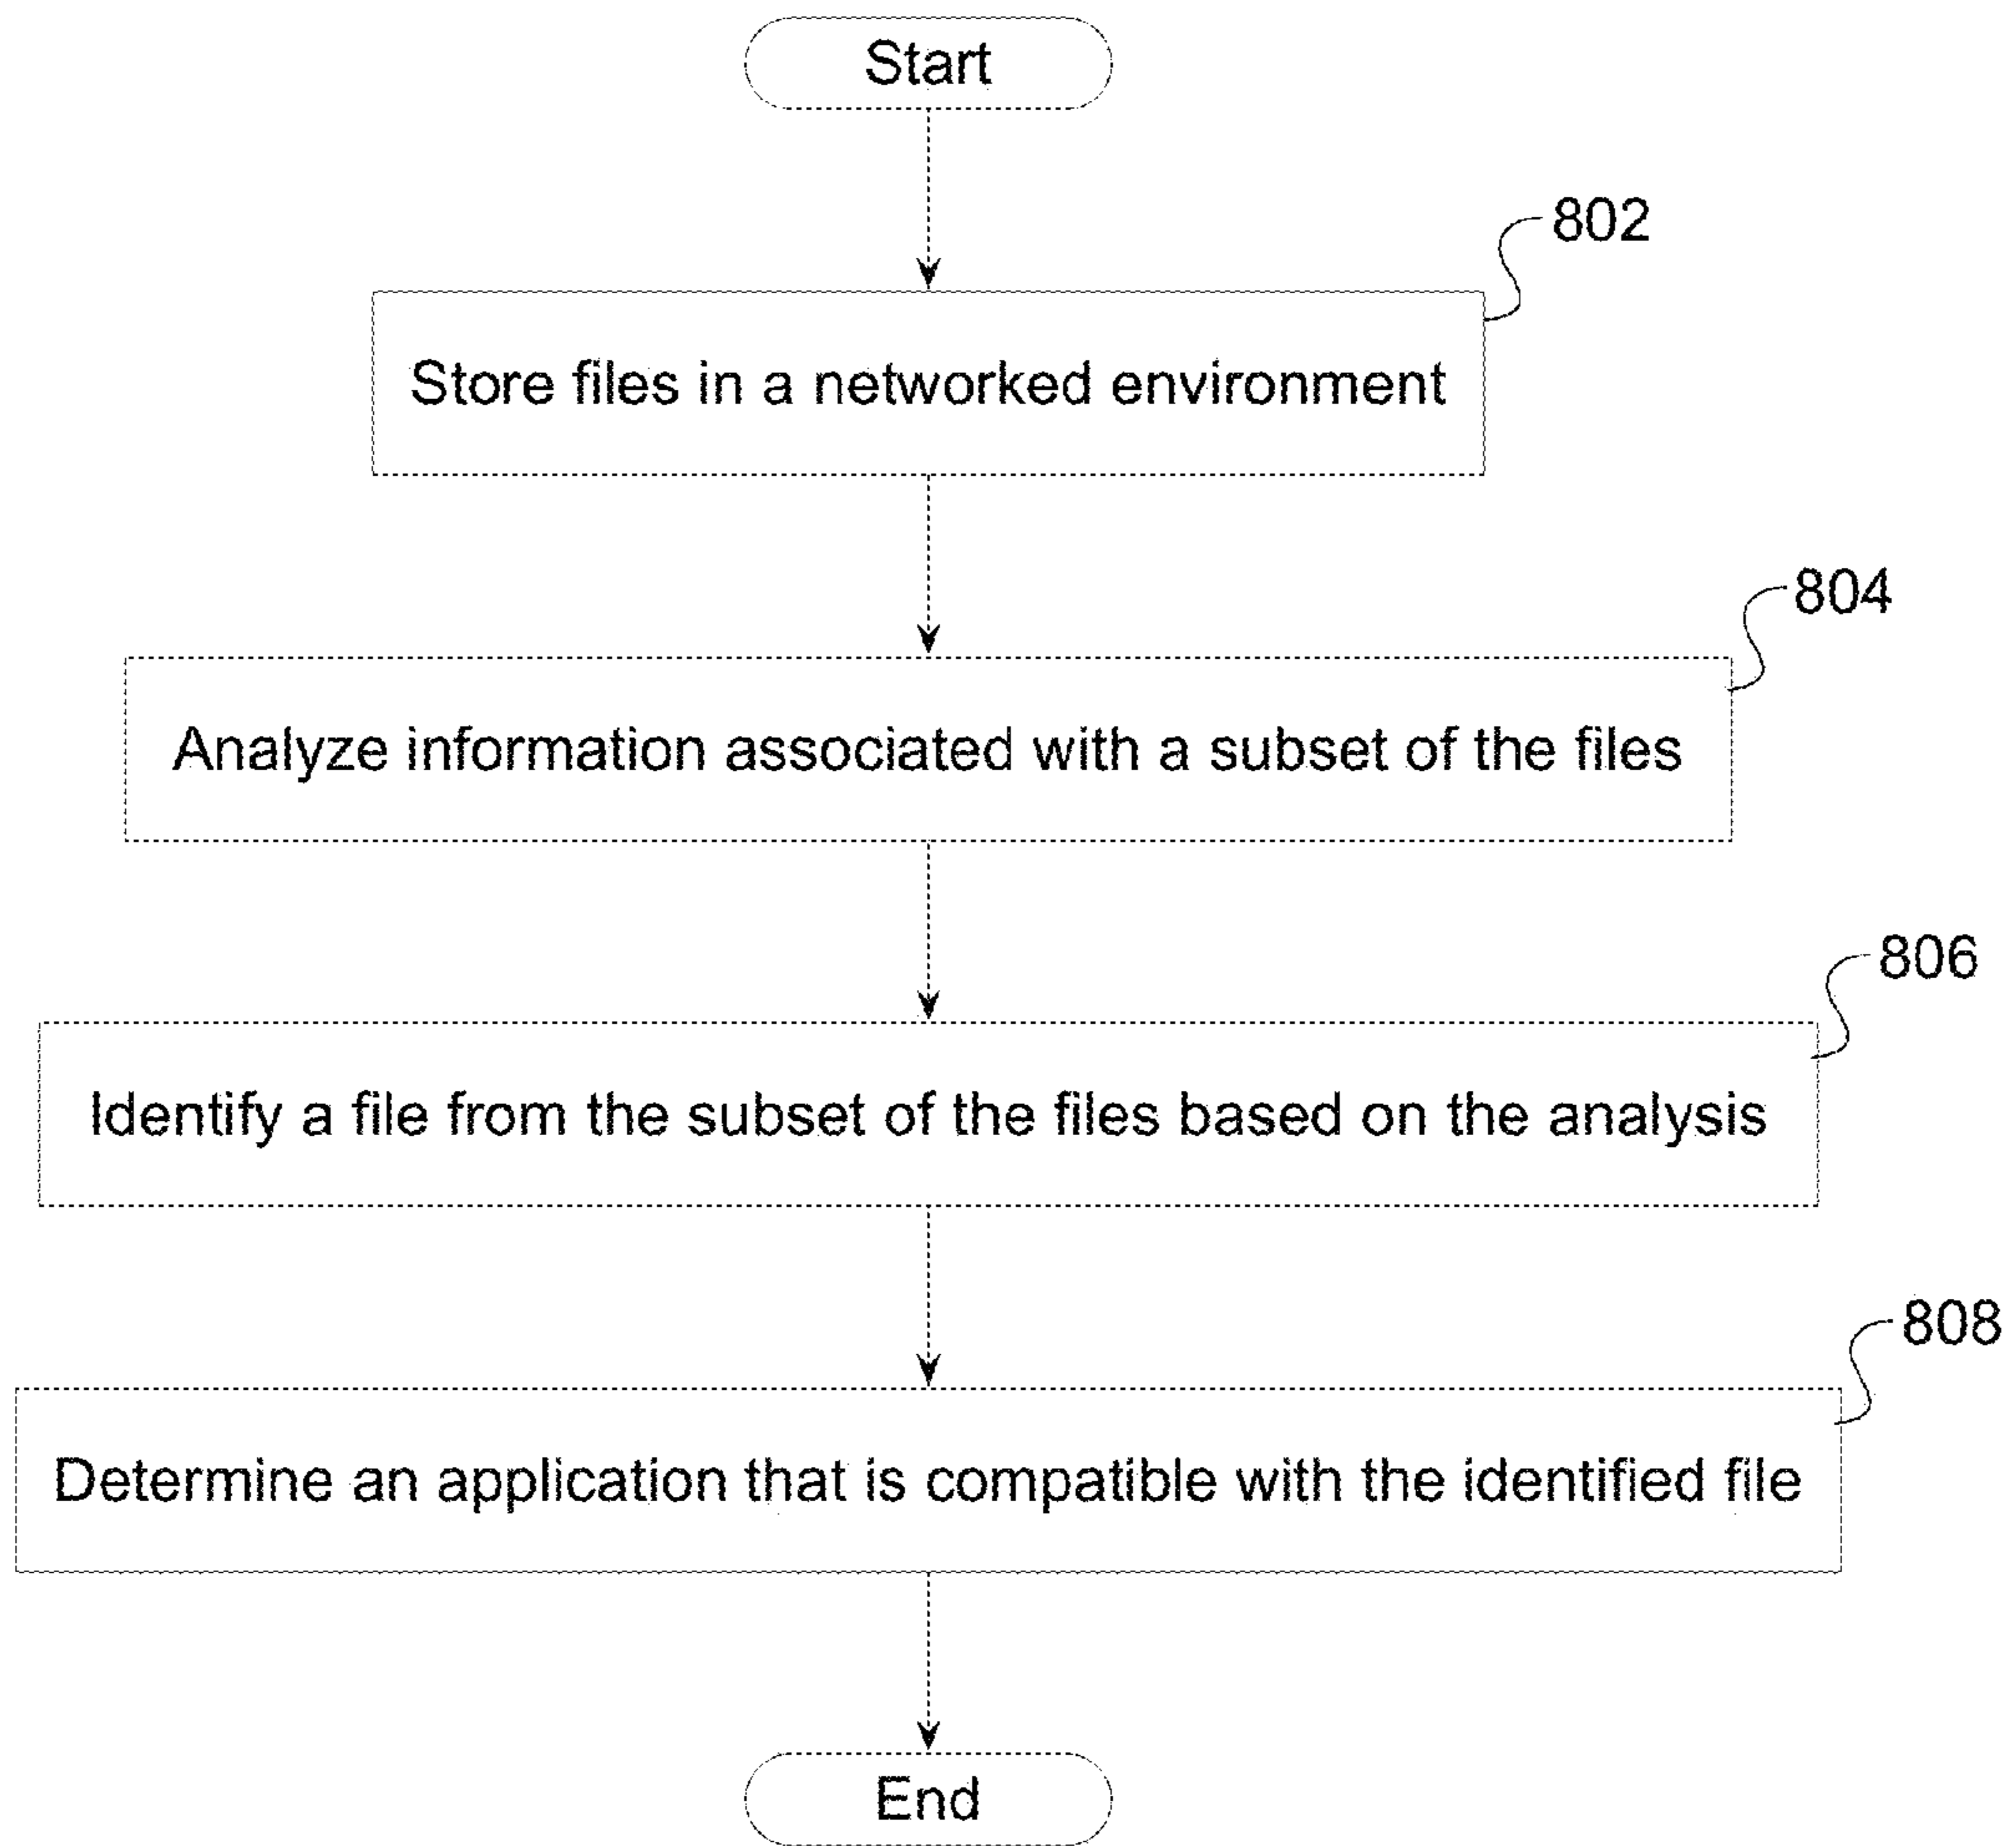 Start
802
Store files in a networked environment
804
Analyze information associated with a subset of the files
806
Identify a file from the subset of the files based on the analysis
808
Determine an application that is compatible with the identified file
End